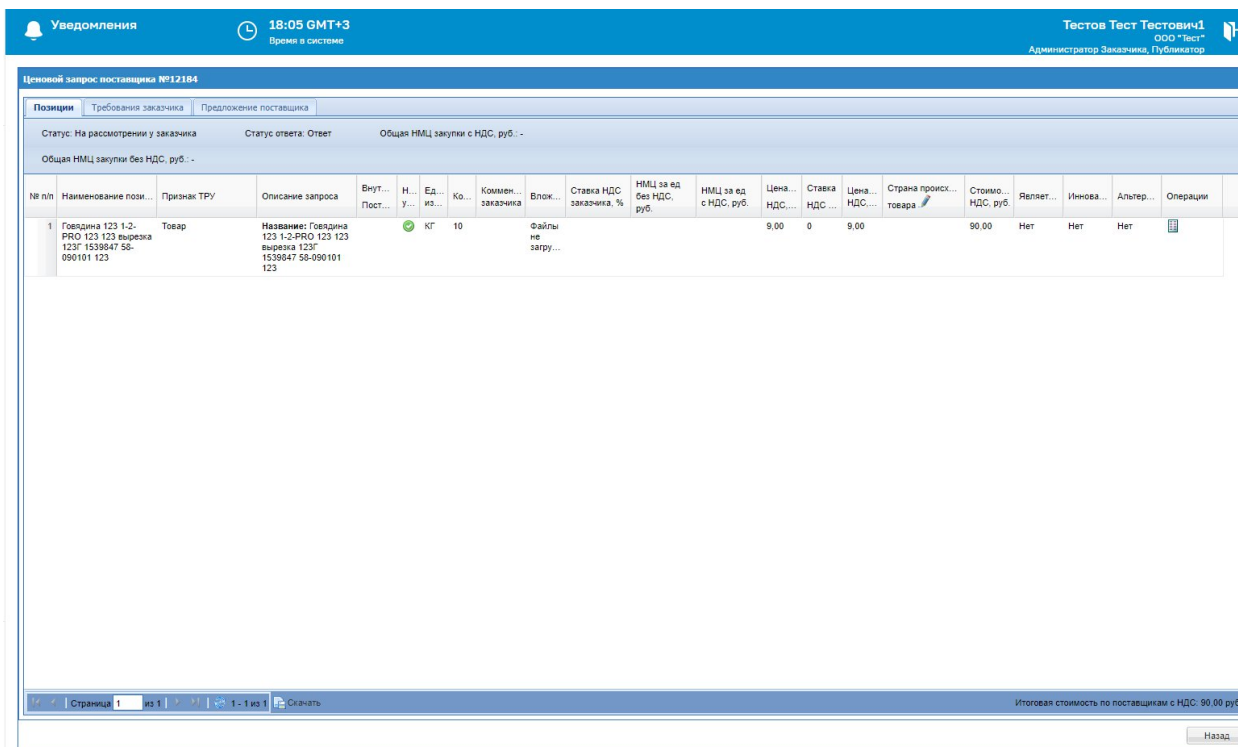 Уведомления
18:05 GMT+3
Время в системе
Тестов Тест Тестович1
ООО "Тест"
Администратор Заказчика, Публикатор
Ценовой запрос поставщика №12184
Позиции Требования заказчика Предложение поставщика
Статус: На рассмотрении у заказчика Статус ответа: Ответ Общая НМЦ закупки с НДС, руб.: -
Общая НМЦ закупки без НДС, руб.: -
№ п/п Наименование пози... Признак ТРУ Описание запроса Внут... Пост... Н... у... Ед... из... Ко... Коммен... заказчика Влож... Ставка НДС заказчика, % НМЦ за ед без НДС, руб. НМЦ за ед с НДС, руб. Цена... НДС,... Ставка НДС ... Цена... НДС,... Страна происх... товара Стоимо... НДС, руб. Являет... Иннова... Альтер... Операции
1 Говядина 123 1-2- Товар Название: Говядина КГ 10 Файлы 9,00 0 9,00 90,00 Нет Нет Нет
PRO 123 123 вырезка 123 1-2-PRO 123 123 не
123Г 1539847 58- вырезка 123Г загру...
090101 123 1539847 58-090101
123
Страница 1 из 1 1 - 1 из 1 Скачать Итоговая стоимость по поставщикам с НДС: 90,00 руб
Назад